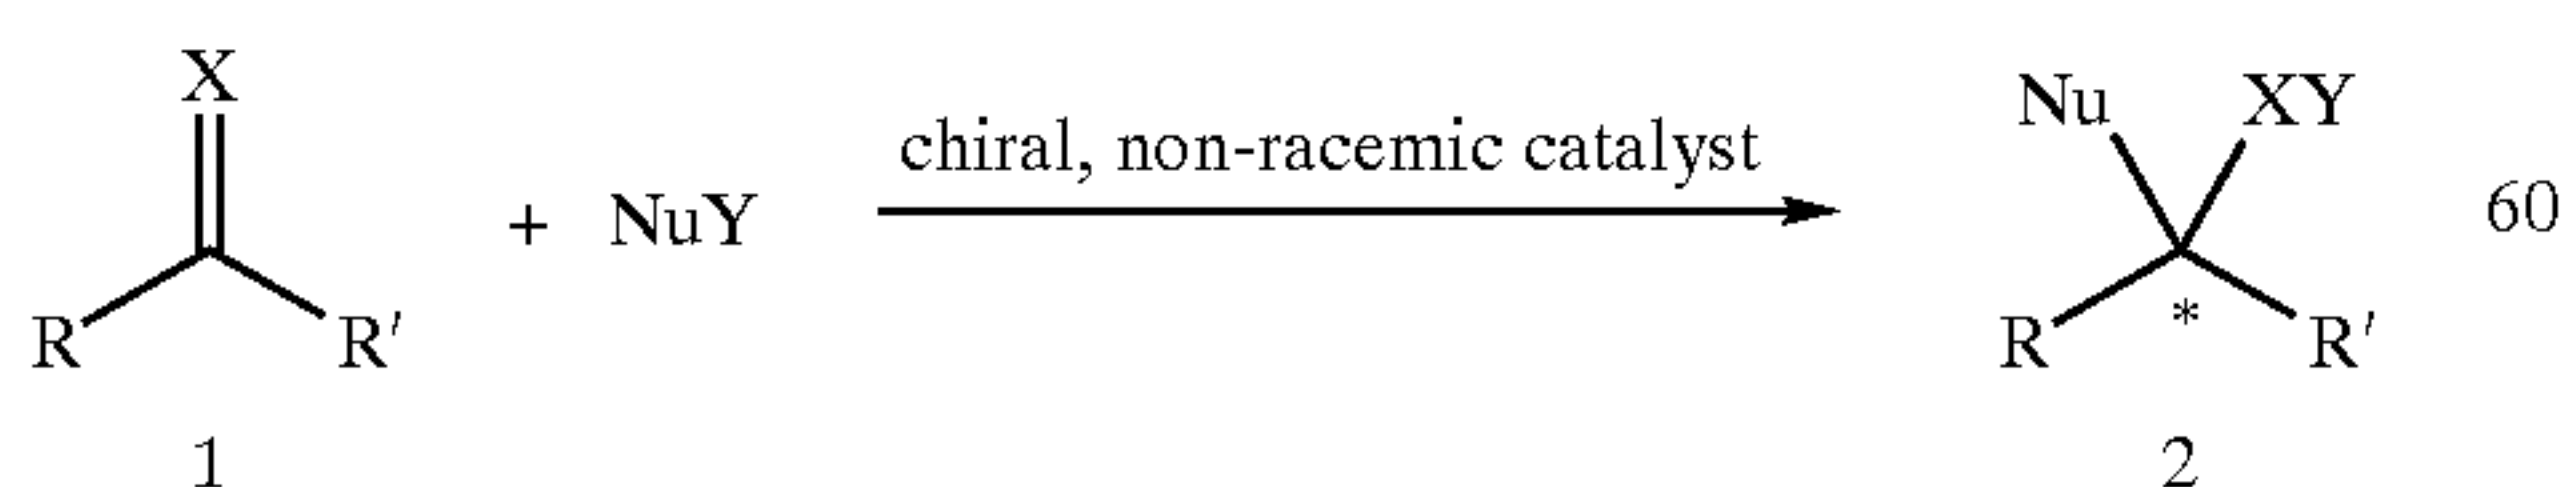 X
Nu XY
chiral, non-racemic catalyst
+ NuY
60
R R'
R * R'
1
2